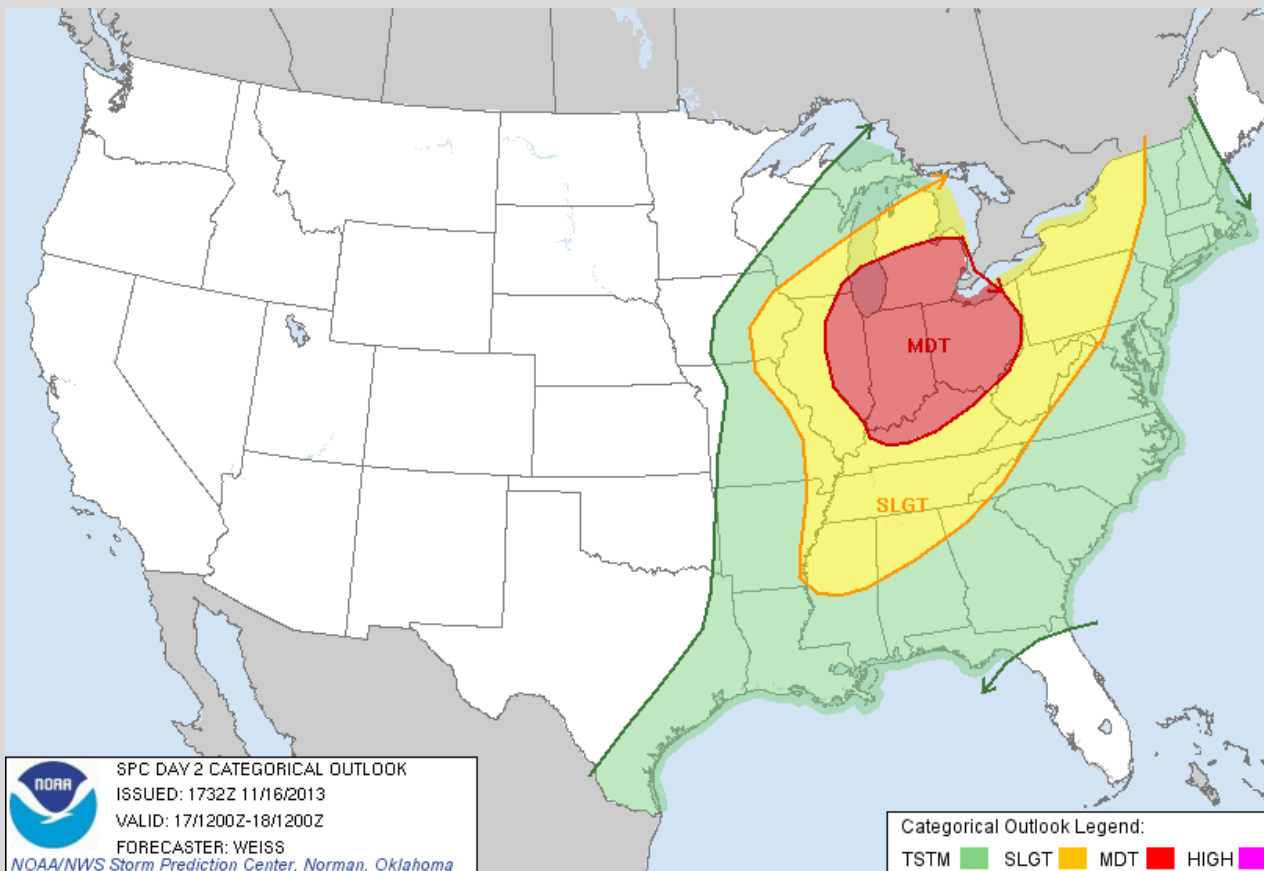 MDT
SLGT
NOAA
SPC DAY 2 CATEGORICAL OUTLOOK
ISSUED: 1732Z 11/16/2013
VALID: 17/1200Z-18/1200Z
FORECASTER: WEISS
NOAA/NWS Storm Prediction Center, Norman, Oklahoma
Categorical Outlook Legend:
TSTM SLGT MDT HIGH